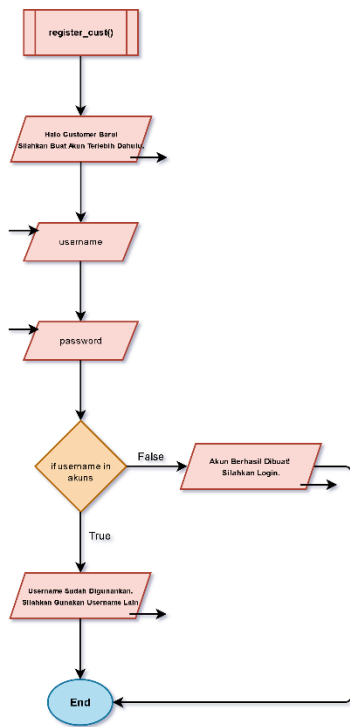 register_cust()
Halo Customer Baru!
Silahkan Buat Akun Terlebih Dahulu.
username
password
if username in
akuns
False
Akun Berhasil Dibuat!
Silahkan Login.
True
Username Sudah Digunankan.
Silahkan Gunakan Username Lain
End